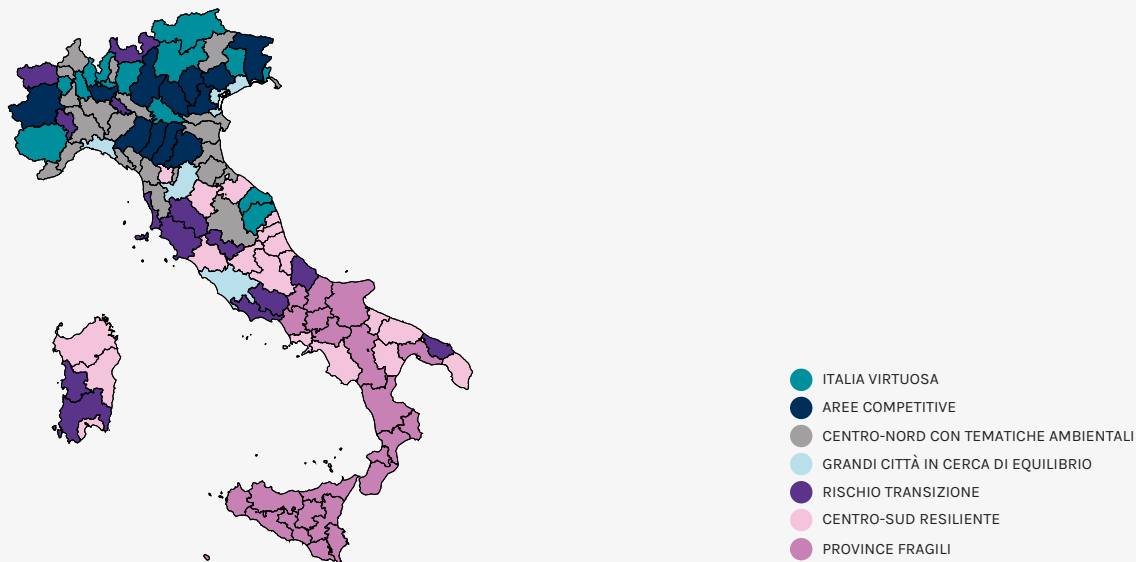 ITALIA VIRTUOSA
AREE COMPETITIVE
CENTRO-NORD CON TEMATICHE AMBIENTALI
GRANDI CITTÀ IN CERCA DI EQUILIBRIO
RISCHIO TRANSIZIONE
CENTRO-SUD RESILIENTE
PROVINCE FRAGILI